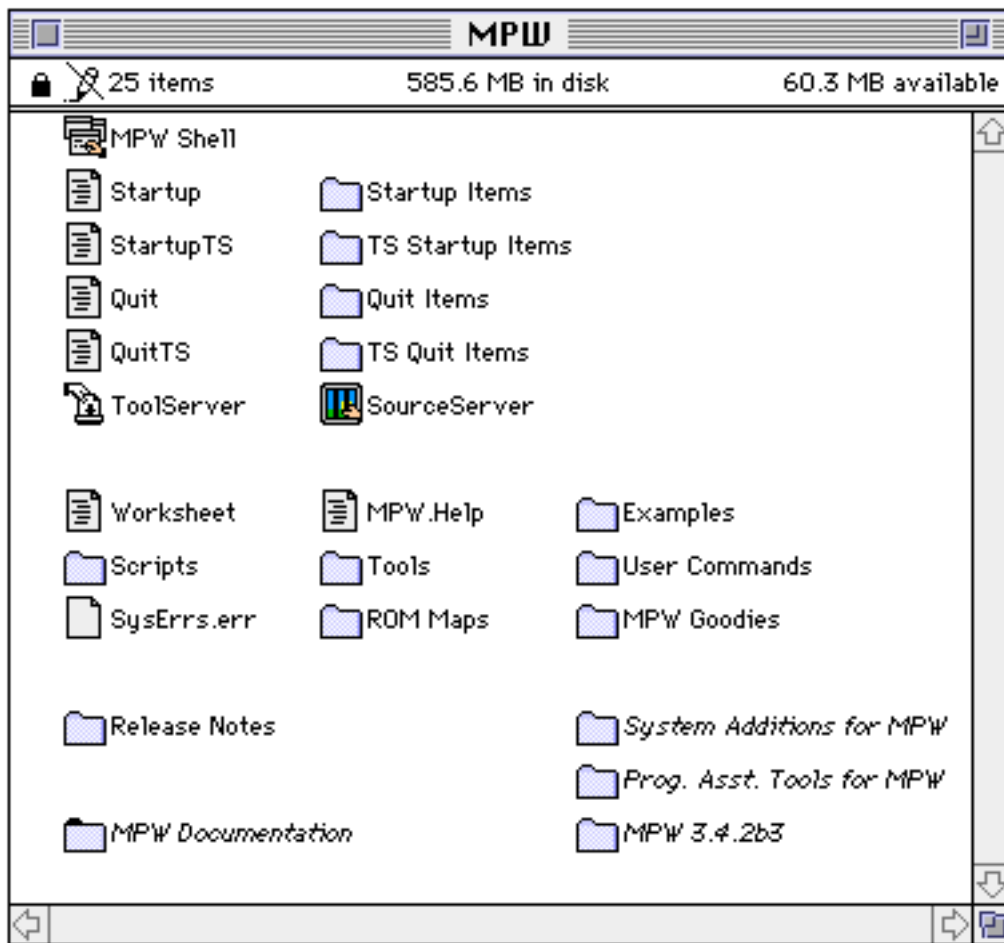 MPW
25 items 585.6 MB in disk 60.3 MB available
MPW Shell
Startup Startup Items
StartupTS TS Startup Items
Quit Quit Items
QuitTS TS Quit Items
ToolServer SourceServer
Worksheet MPW.Help Examples
Scripts Tools User Commands
SysErrs.err ROM Maps MPW Goodies
Release Notes System Additions for MPW
Prog. Asst. Tools for MPW
MPW Documentation MPW 3.4.2b3